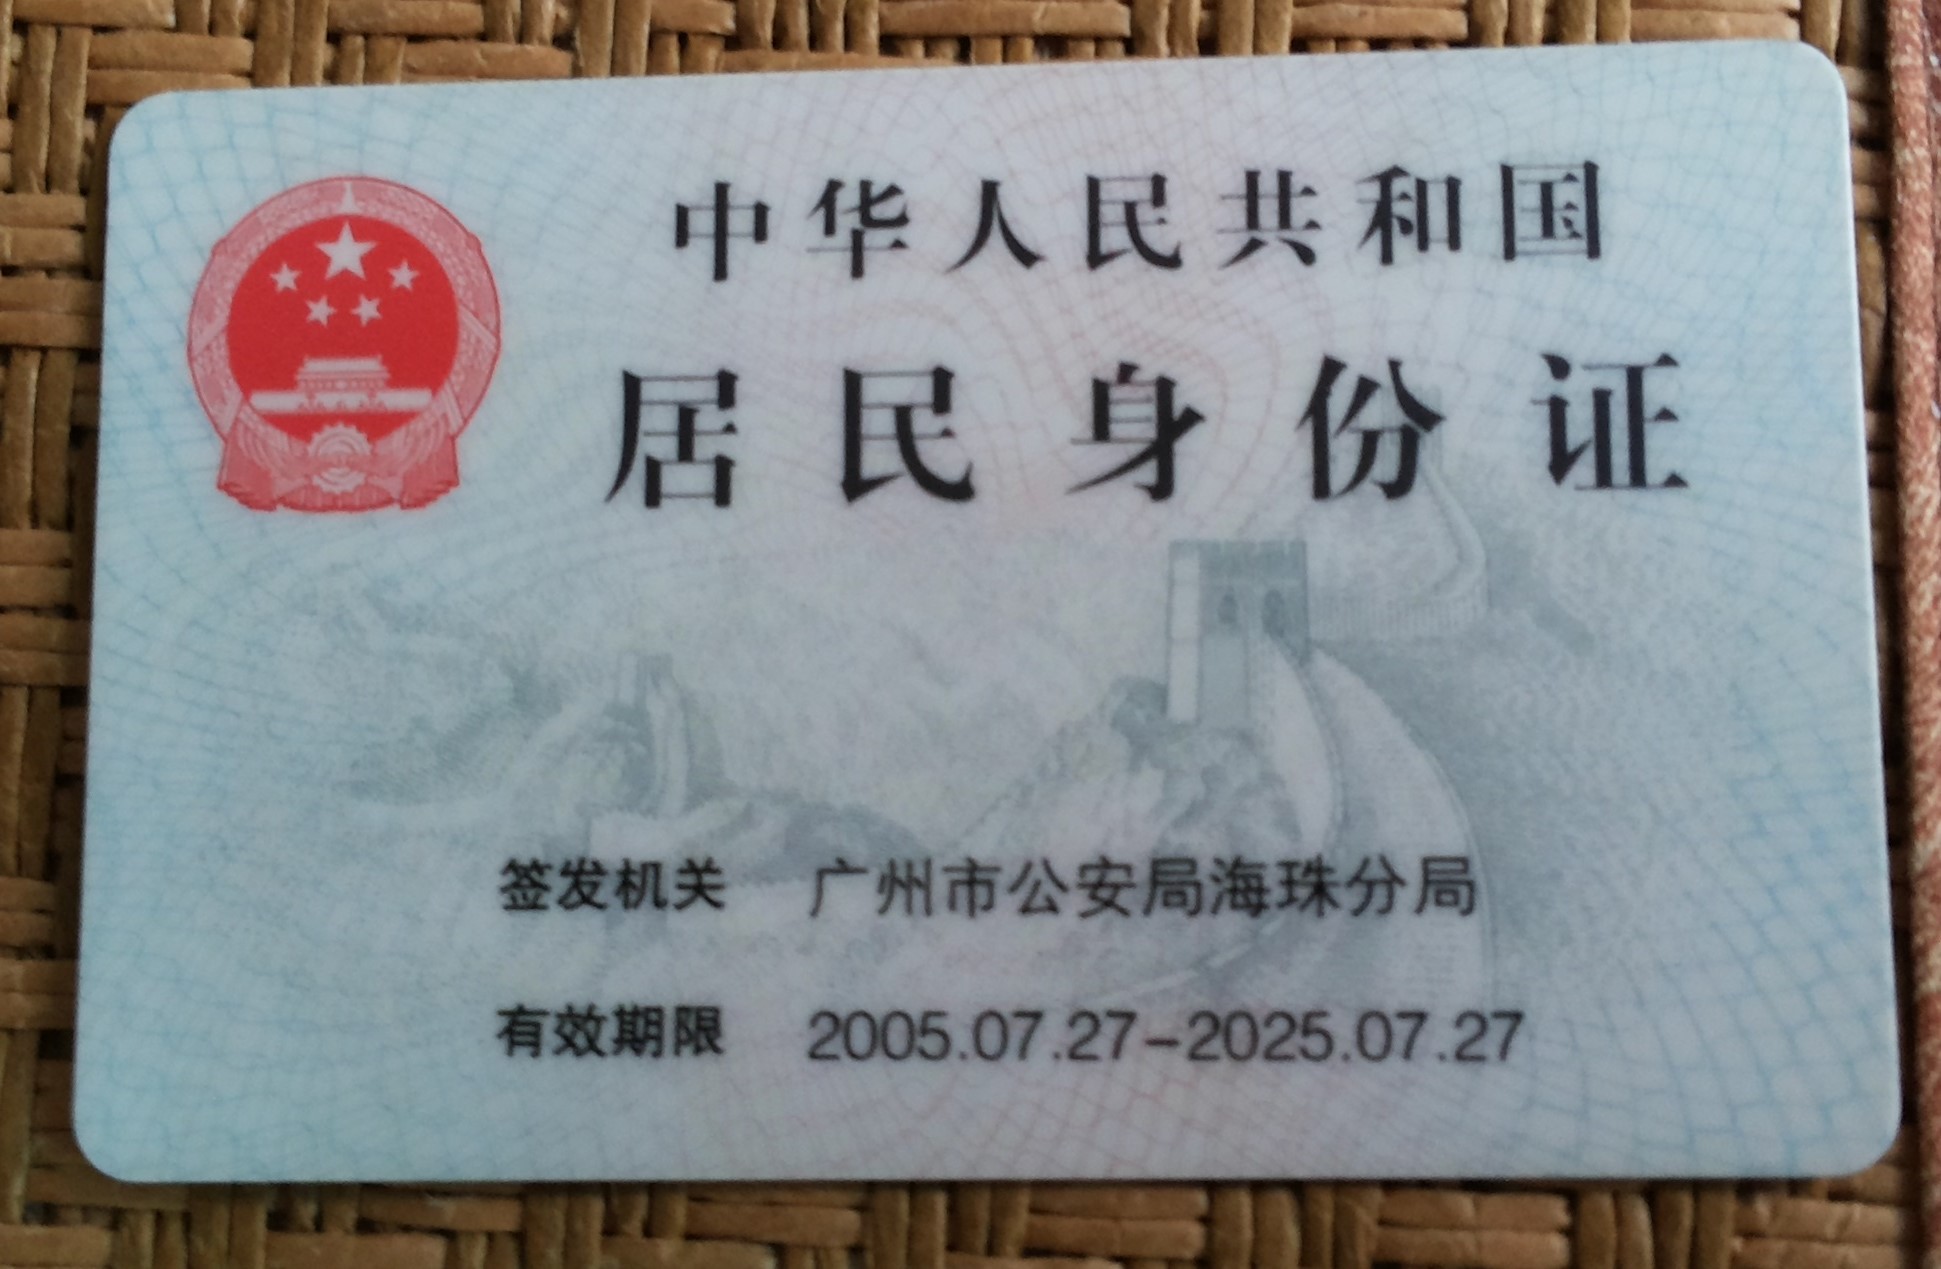 中华人民共和国
居民身份证
签发机关 广州市公安局海珠分局
有效期限 2005.07.27-2025.07.27